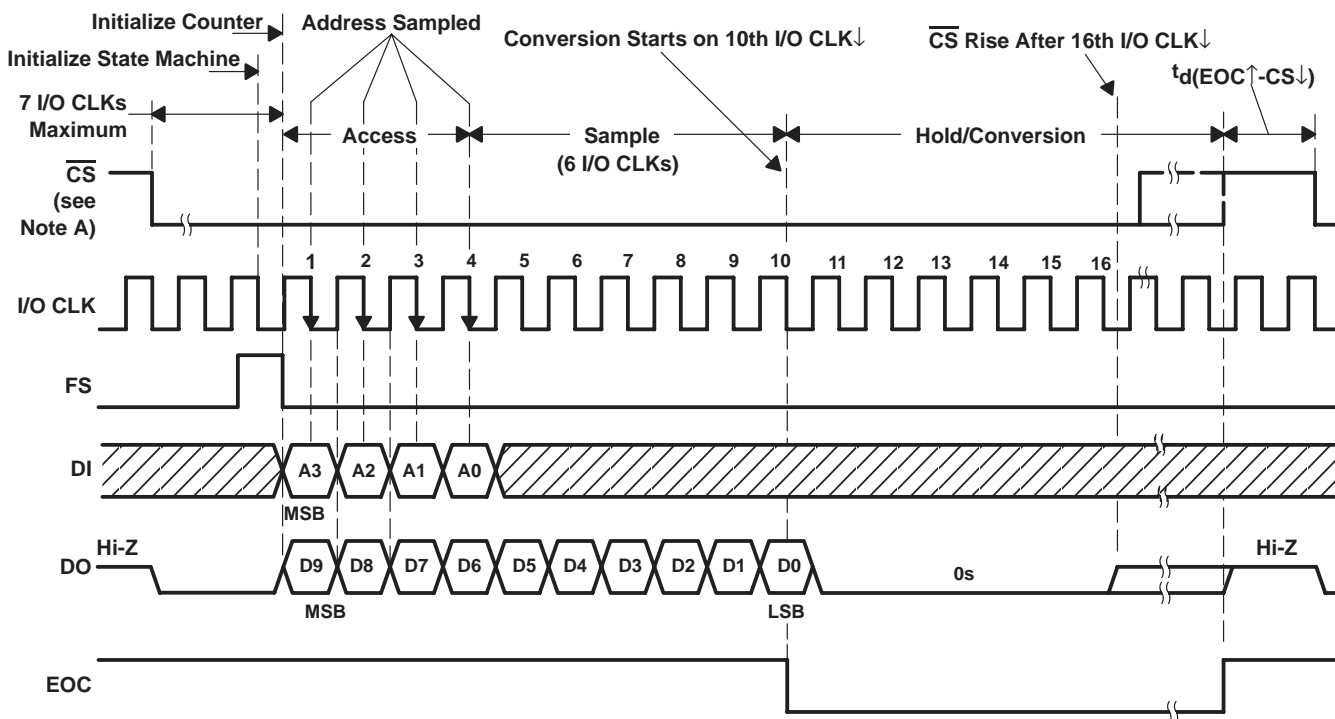 Initialize Counter
Address Sampled
Conversion Starts on 10th I/O CLK↓
CS Rise After 16th I/O CLK↓
Initialize State Machine
td(EOC↑-CS↓)
7 I/O CLKs
Maximum
Access
Sample
(6 I/O CLKs)
Hold/Conversion
CS
(see
Note A)
1 2 3 4 5 6 7 8 9 10 11 12 13 14 15 16
I/O CLK
FS
DI
A3 A2 A1 A0
MSB
Hi-Z
Hi-Z
DO
D9 D8 D7 D6 D5 D4 D3 D2 D1 D0
0s
MSB
LSB
EOC